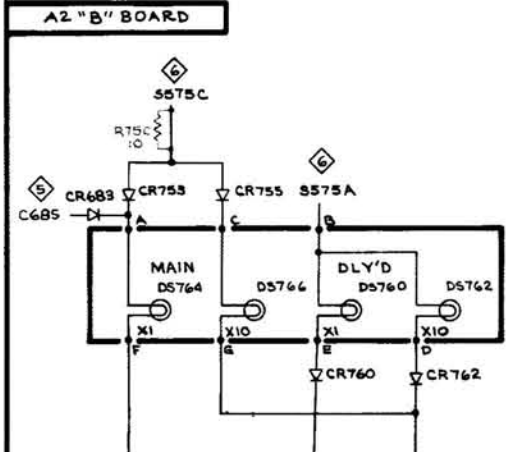 A2 "B" BOARD
6
S575C
R75C
10
6
5
CR683
CR753
CR755
S575A
C685
A
C
B
MAIN
DLY'D
DS764
DS766
DS760
DS762
X1
X10
X1
X10
F
G
E
D
CR760
CR762